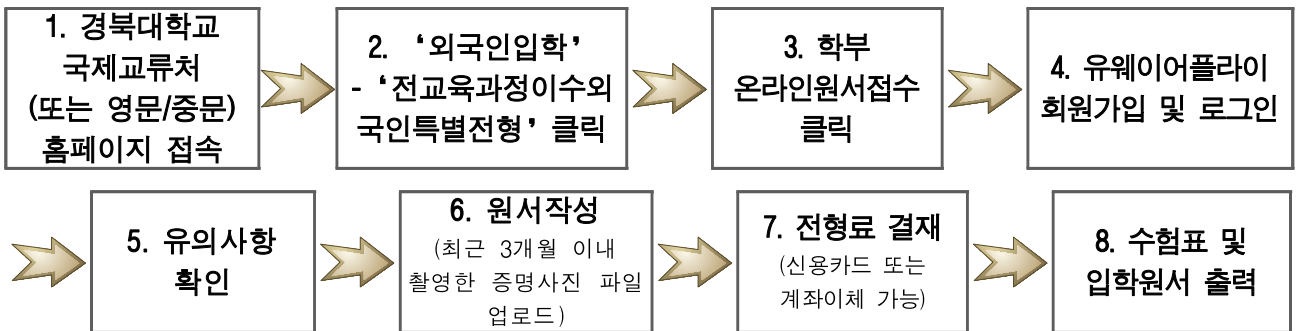 1. 경북대학교
국제교류처
(또는 영문/중문)
홈페이지 접속
2. ‘외국인입학’
- ‘전교육과정이수외
국인특별전형’ 클릭
3. 학부
온라인원서접수
클릭
4. 유웨이어플라이
회원가입 및 로그인
5. 유의사항
확인
6. 원서작성
(최근 3개월 이내
촬영한 증명사진 파일
업로드)
7. 전형료 결재
(신용카드 또는
계좌이체 가능)
8. 수험표 및
입학원서 출력